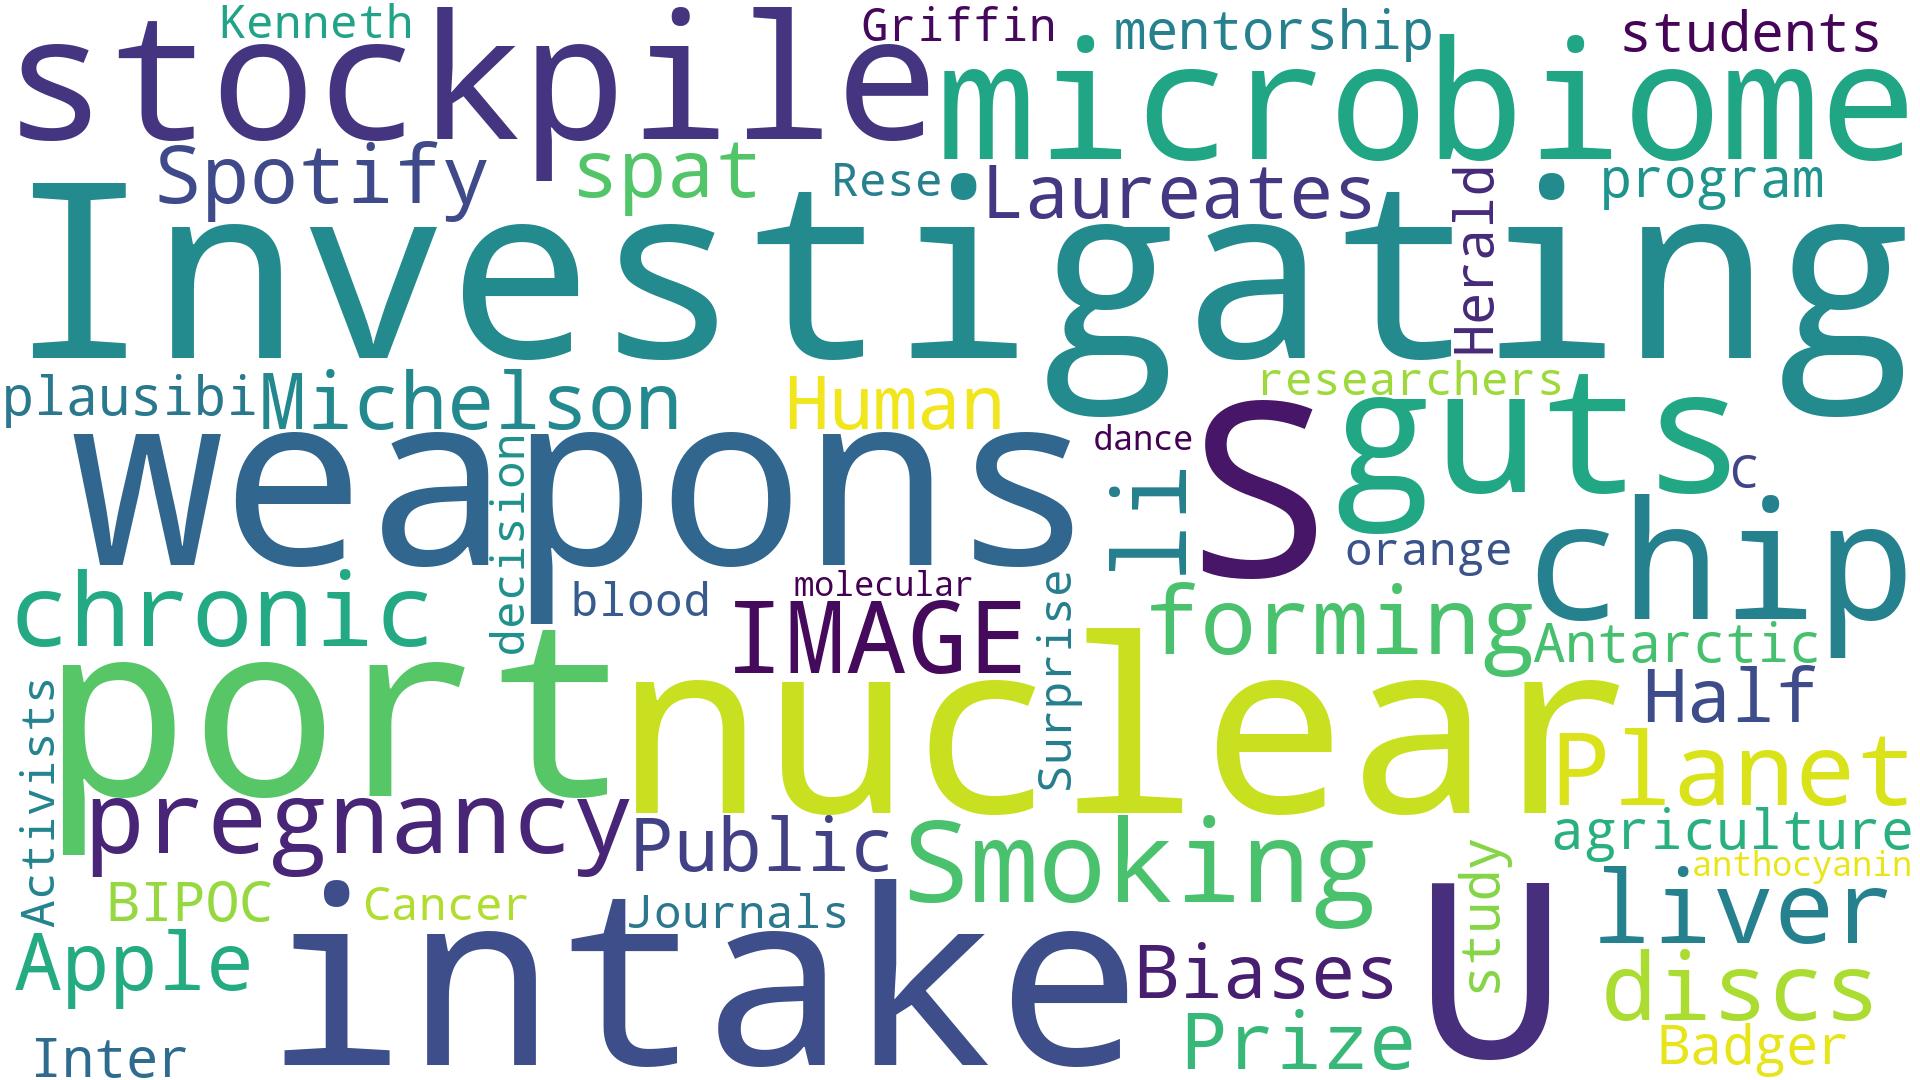 Kenneth
Griffin
mentorship
students
stockpile
microbiome
Spotify
spat
Rese
Laureates
Herald
program
Investigating
plausibi
Michelson
Human
researchers
weapons
decision
dance
li
S
guts
C
orange
chip
chronic
blood
molecular
IMAGE
Surprise
forming
Antarctic
Activists
port
nuclear
Half
Planet
pregnancy
Public
Smoking
agriculture
anthocyanin
BIPOC
Cancer
Journals
study
liver
Apple
intake
Biases
U
discs
Prize
Badger
Inter